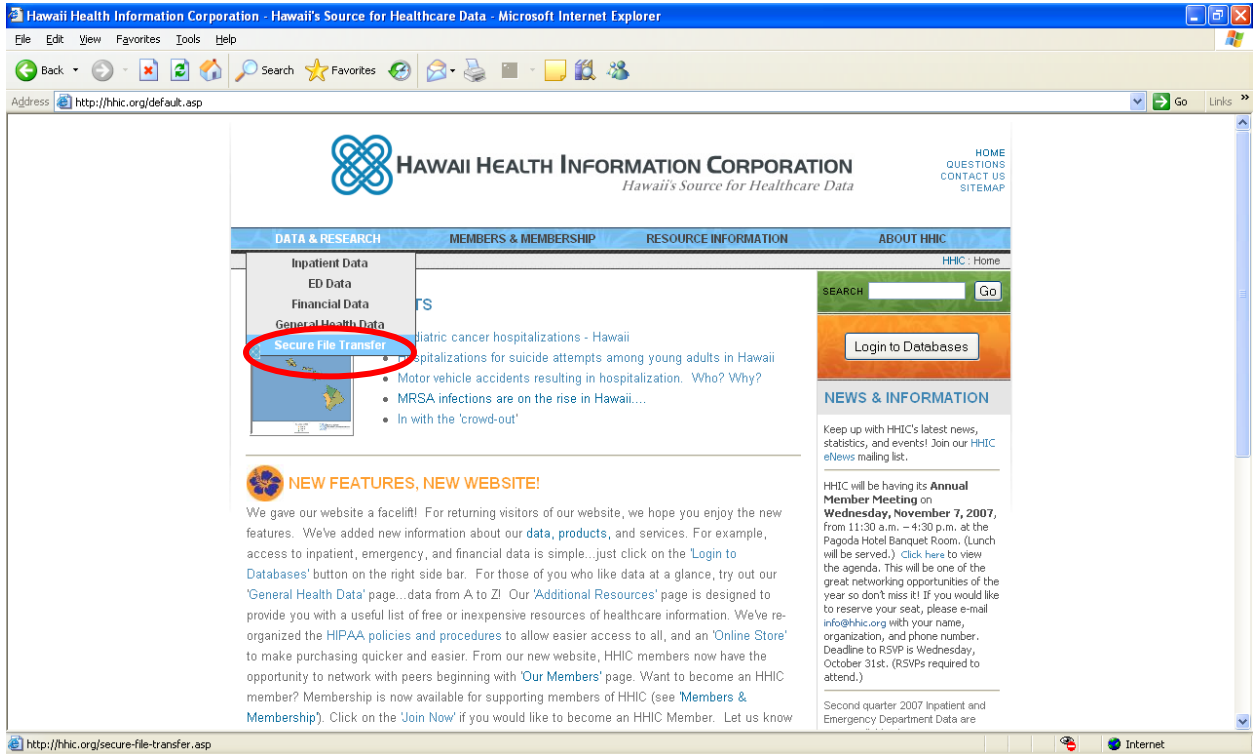 Hawaii Health Information Corporation - Hawaii's Source for Healthcare Data - Microsoft Internet Explorer
File Edit View Favorites Tools Help
Back Search Favorites
Address http://hhic.org/default.asp Go Links »
HAWAII HEALTH INFORMATION CORPORATION
Hawaii's Source for Healthcare Data
HOME
QUESTIONS
CONTACT US
SITEMAP
DATA & RESEARCH MEMBERS & MEMBERSHIP RESOURCE INFORMATION ABOUT HHIC
HHIC : Home
Inpatient Data
ED Data
Financial Data
General Health Data
Secure File Transfer
TS
diatric cancer hospitalizations - Hawaii
Hospitalizations for suicide attempts among young adults in Hawaii
Motor vehicle accidents resulting in hospitalization. Who? Why?
MRSA infections are on the rise in Hawaii....
In with the 'crowd-out'
NEW FEATURES, NEW WEBSITE!
We gave our website a facelift! For returning visitors of our website, we hope you enjoy the new
features. We've added new information about our data, products, and services. For example,
access to inpatient, emergency, and financial data is simple...just click on the 'Login to
Databases' button on the right side bar. For those of you who like data at a glance, try out our
'General Health Data' page...data from A to Z! Our 'Additional Resources' page is designed to
provide you with a useful list of free or inexpensive resources of healthcare information. We've re-
organized the HIPAA policies and procedures to allow easier access to all, and an 'Online Store'
to make purchasing quicker and easier. From our new website, HHIC members now have the
opportunity to network with peers beginning with 'Our Members' page. Want to become an HHIC
member? Membership is now available for supporting members of HHIC (see 'Members &
Membership'). Click on the 'Join Now' if you would like to become an HHIC Member. Let us know
SEARCH Go
Login to Databases
NEWS & INFORMATION
Keep up with HHIC's latest news,
statistics, and events! Join our HHIC
eNews mailing list.
HHIC will be having its Annual
Member Meeting on
Wednesday, November 7, 2007,
from 11:30 a.m. – 4:30 p.m. at the
Pagoda Hotel Banquet Room. (Lunch
will be served.) Click here to view
the agenda. This will be one of the
great networking opportunities of the
year so don't miss it! If you would like
to reserve your seat, please e-mail
info@hhic.org with your name,
organization, and phone number.
Deadline to RSVP is Wednesday,
October 31st. (RSVPs required to
attend.)
Second quarter 2007 Inpatient and
Emergency Department Data are
http://hhic.org/secure-file-transfer.asp Internet